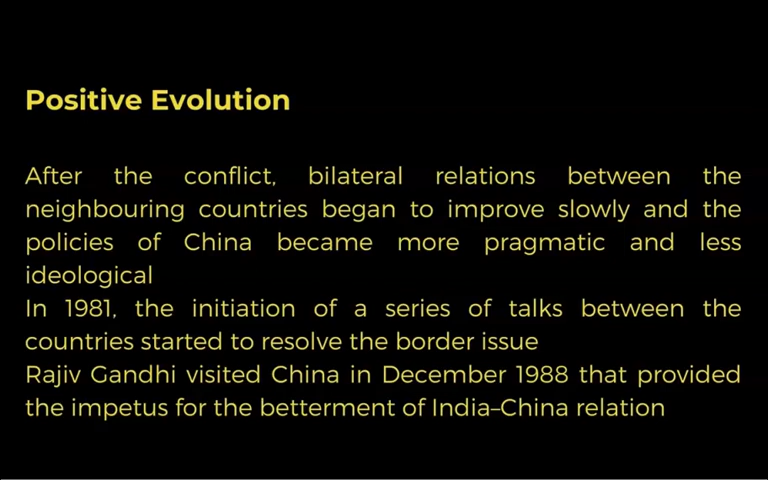 Positive Evolution
After the conflict, bilateral relations between the
neighbouring countries began to improve slowly and the
policies of China became more pragmatic and less
ideological
In 1981, the initiation of a series of talks between the
countries started to resolve the border issue
Rajiv Gandhi visited China in December 1988 that provided
the impetus for the betterment of India–China relation